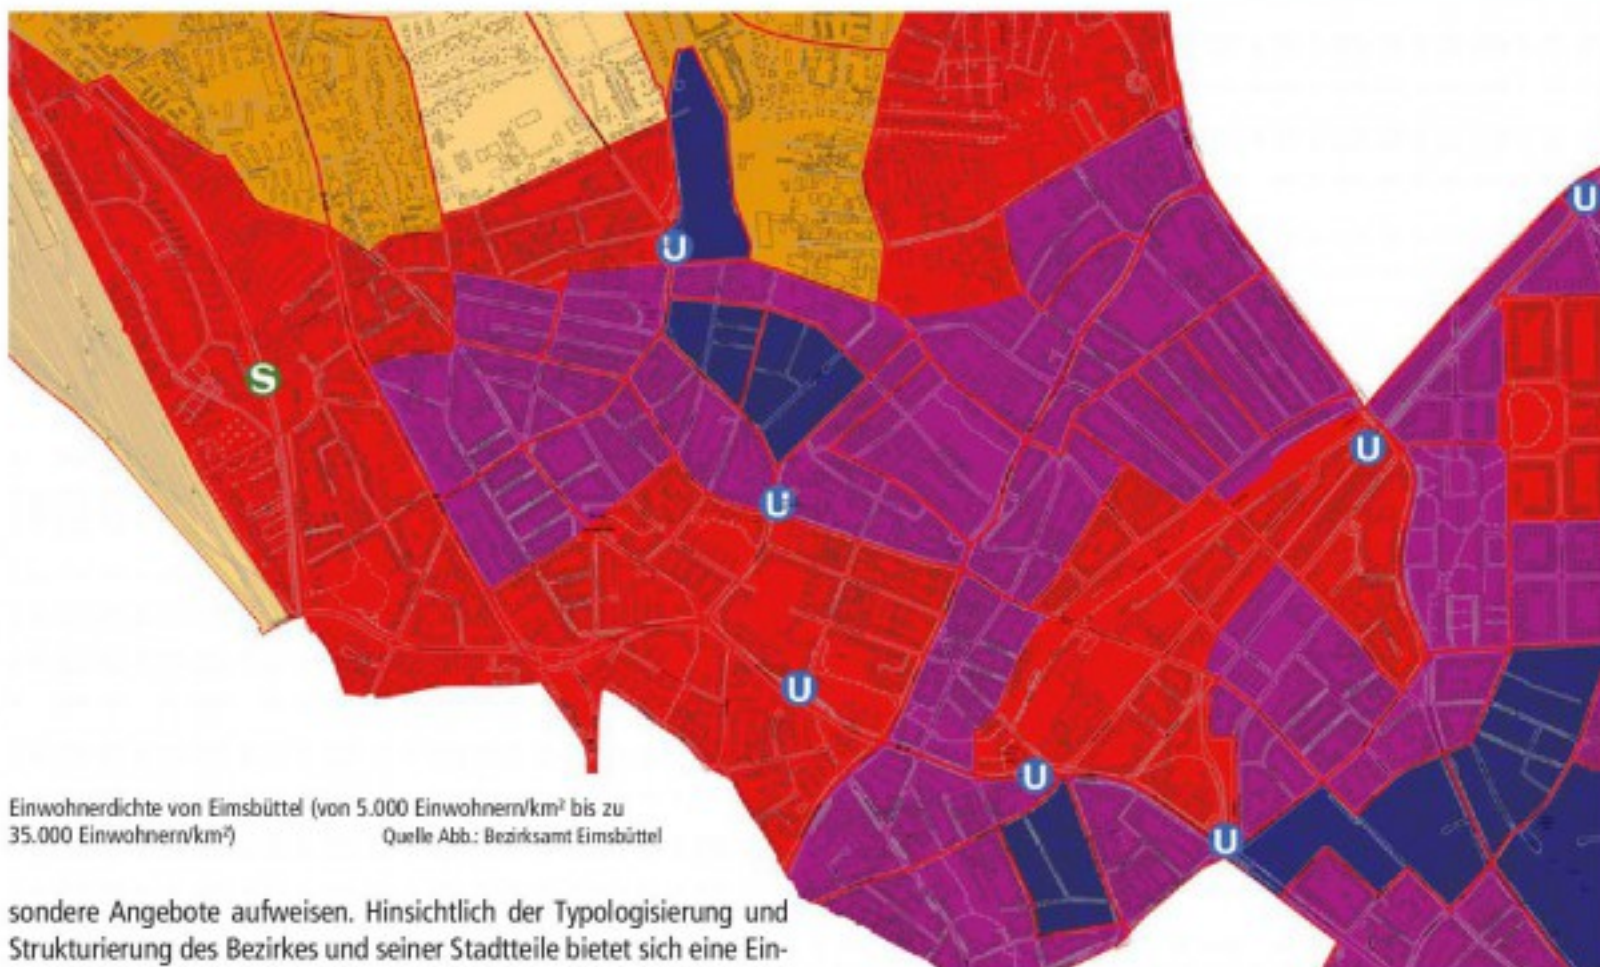 U
U
S
U
U
U
U
U
Einwohnerdichte von Eimsbüttel (von 5.000 Einwohnern/km² bis zu
35.000 Einwohnern/km²) Quelle Abb.: Bezirksamt Eimsbüttel
sondere Angebote aufweisen. Hinsichtlich der Typologisierung und
Strukturierung des Bezirkes und seiner Stadtteile bietet sich eine Ein-